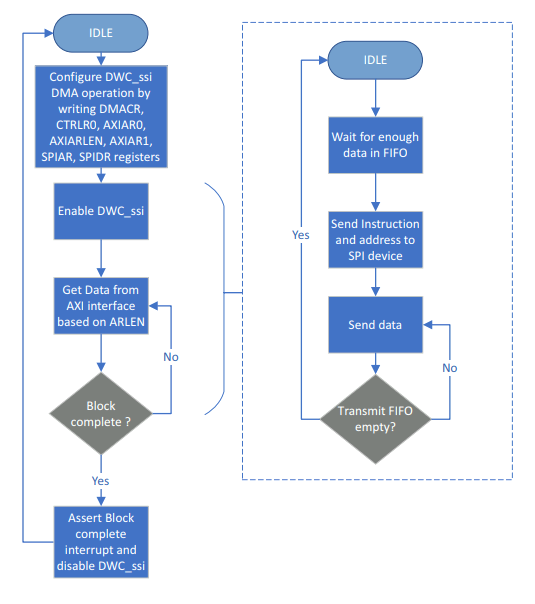 IDLE
Configure DWC_ssi
DMA operation by
writing DMACR,
CTRLR0, AXIAR0,
AXIARLEN, AXIAR1,
SPIAR, SPIDR registers
Enable DWC_ssi
Get Data from
AXI interface
based on ARLEN
No
Block
complete ?
Yes
Assert Block
complete
interrupt and
disable DWC_ssi
IDLE
Wait for enough
data in FIFO
Yes
Send Instruction
and address to
SPI device
Send data
No
Transmit FIFO
empty?